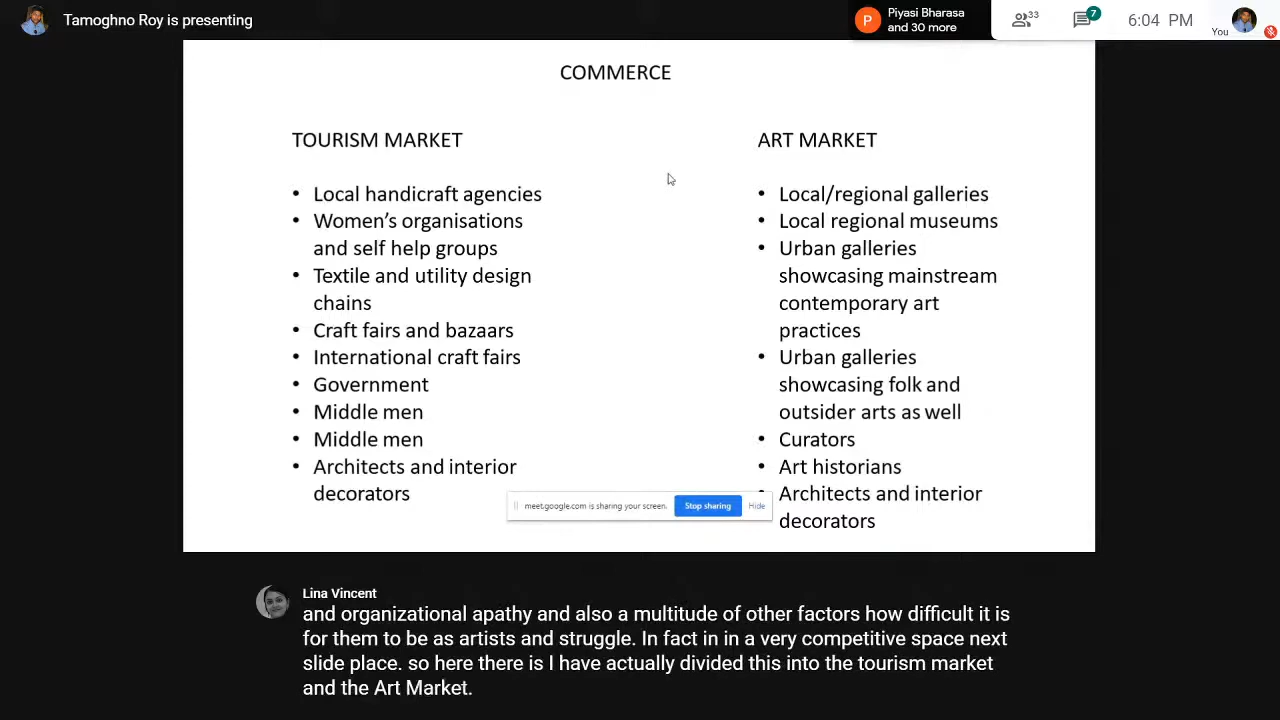 Tamoghno Roy is presenting
P
Piyasi Bharasa
and 30 more
33
7
6:04 PM
You
COMMERCE
TOURISM MARKET
• Local handicraft agencies
• Women's organisations
and self help groups
• Textile and utility design
chains
• Craft fairs and bazaars
• International craft fairs
• Government
• Middle men
• Middle men
• Architects and interior
decorators
ART MARKET
• Local/regional galleries
• Local regional museums
• Urban galleries
showcasing mainstream
contemporary art
practices
• Urban galleries
showcasing folk and
outsider arts as well
• Curators
• Art historians
• Architects and interior
decorators
meet.google.com is sharing your screen.
Stop sharing
Hide
Lina Vincent
and organizational apathy and also a multitude of other factors how difficult it is
for them to be as artists and struggle. In fact in in a very competitive space next
slide place. so here there is I have actually divided this into the tourism market
and the Art Market.